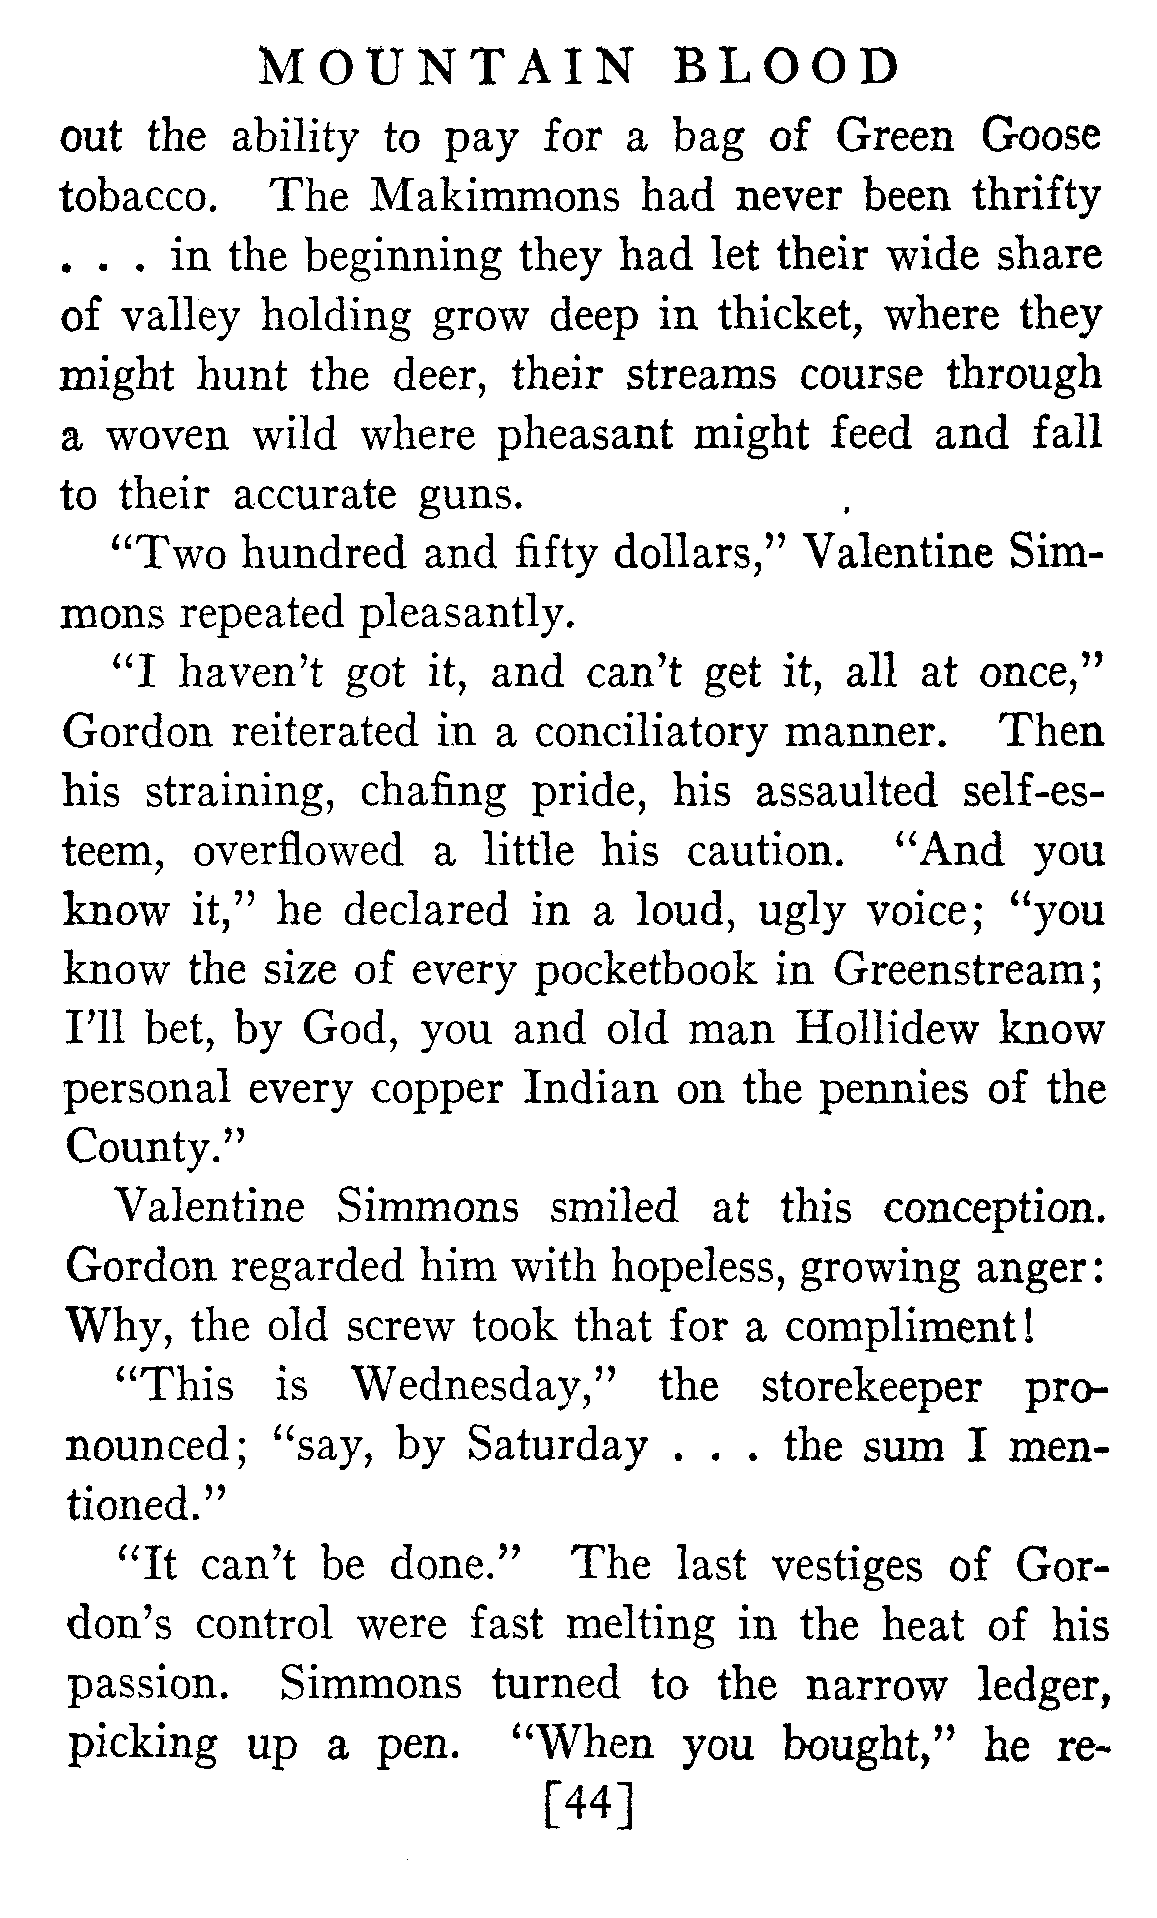 MOUNTAIN BLOOD
out the ability to pay for a bag of Green Goose
tobacco. The Makimmons had never been thrifty
. . . in the beginning they had let their wide share
of valley holding grow deep in thicket, where they
might hunt the deer, their streams course through
a woven wild where pheasant might feed and fall
to their accurate guns.
“Two hundred and fifty dollars,” Valentine Sim-
mons repeated pleasantly.
“I haven’t got it, and can’t get it, all at once,”
Gordon reiterated in a conciliatory manner. Then
his straining, chafing pride, his assaulted self-es-
teem, overflowed a little his caution. “And you
know it,” he declared in a loud, ugly voice; “you
know the size of every pocketbook in Greenstream;
I’ll bet, by God, you and old man Hollidew know
personal every copper Indian on the pennies of the
County.”
Valentine Simmons smiled at this conception.
Gordon regarded him with hopeless, growing anger:
Why, the old screw took that for a compliment!
“This is Wednesday,” the storekeeper pro-
nounced; “say, by Saturday . . . the sum I men-
tioned.”
“It can’t be done.” The last vestiges of Gor-
don’s control were fast melting in the heat of his
passion. Simmons turned to the narrow ledger,
picking up a pen. “When you bought,” he re-
[44]